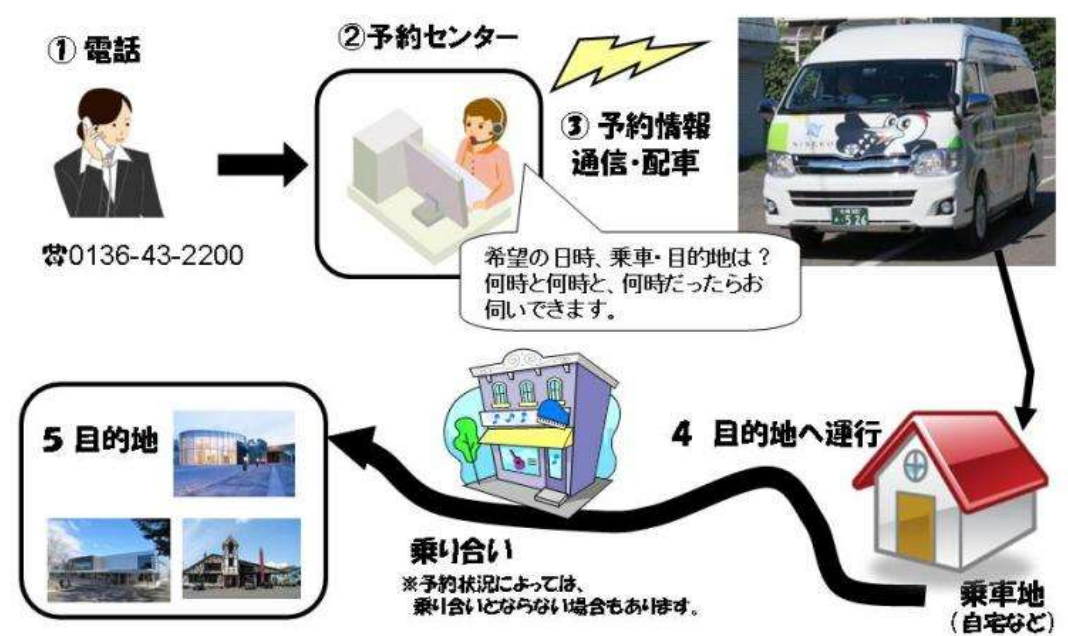 ① 電話
☎0136-43-2200
②予約センター
③ 予約情報
通信・配車
希望の日時、乗車・目的地は?
何時と何時と、何時だったらお
伺いできます。
NISEKO
・526
4 目的地へ運行
乗車地
(自宅など)
乗り合い
※予約状況によっては、
乗り合いとならない場合もあります。
5 目的地